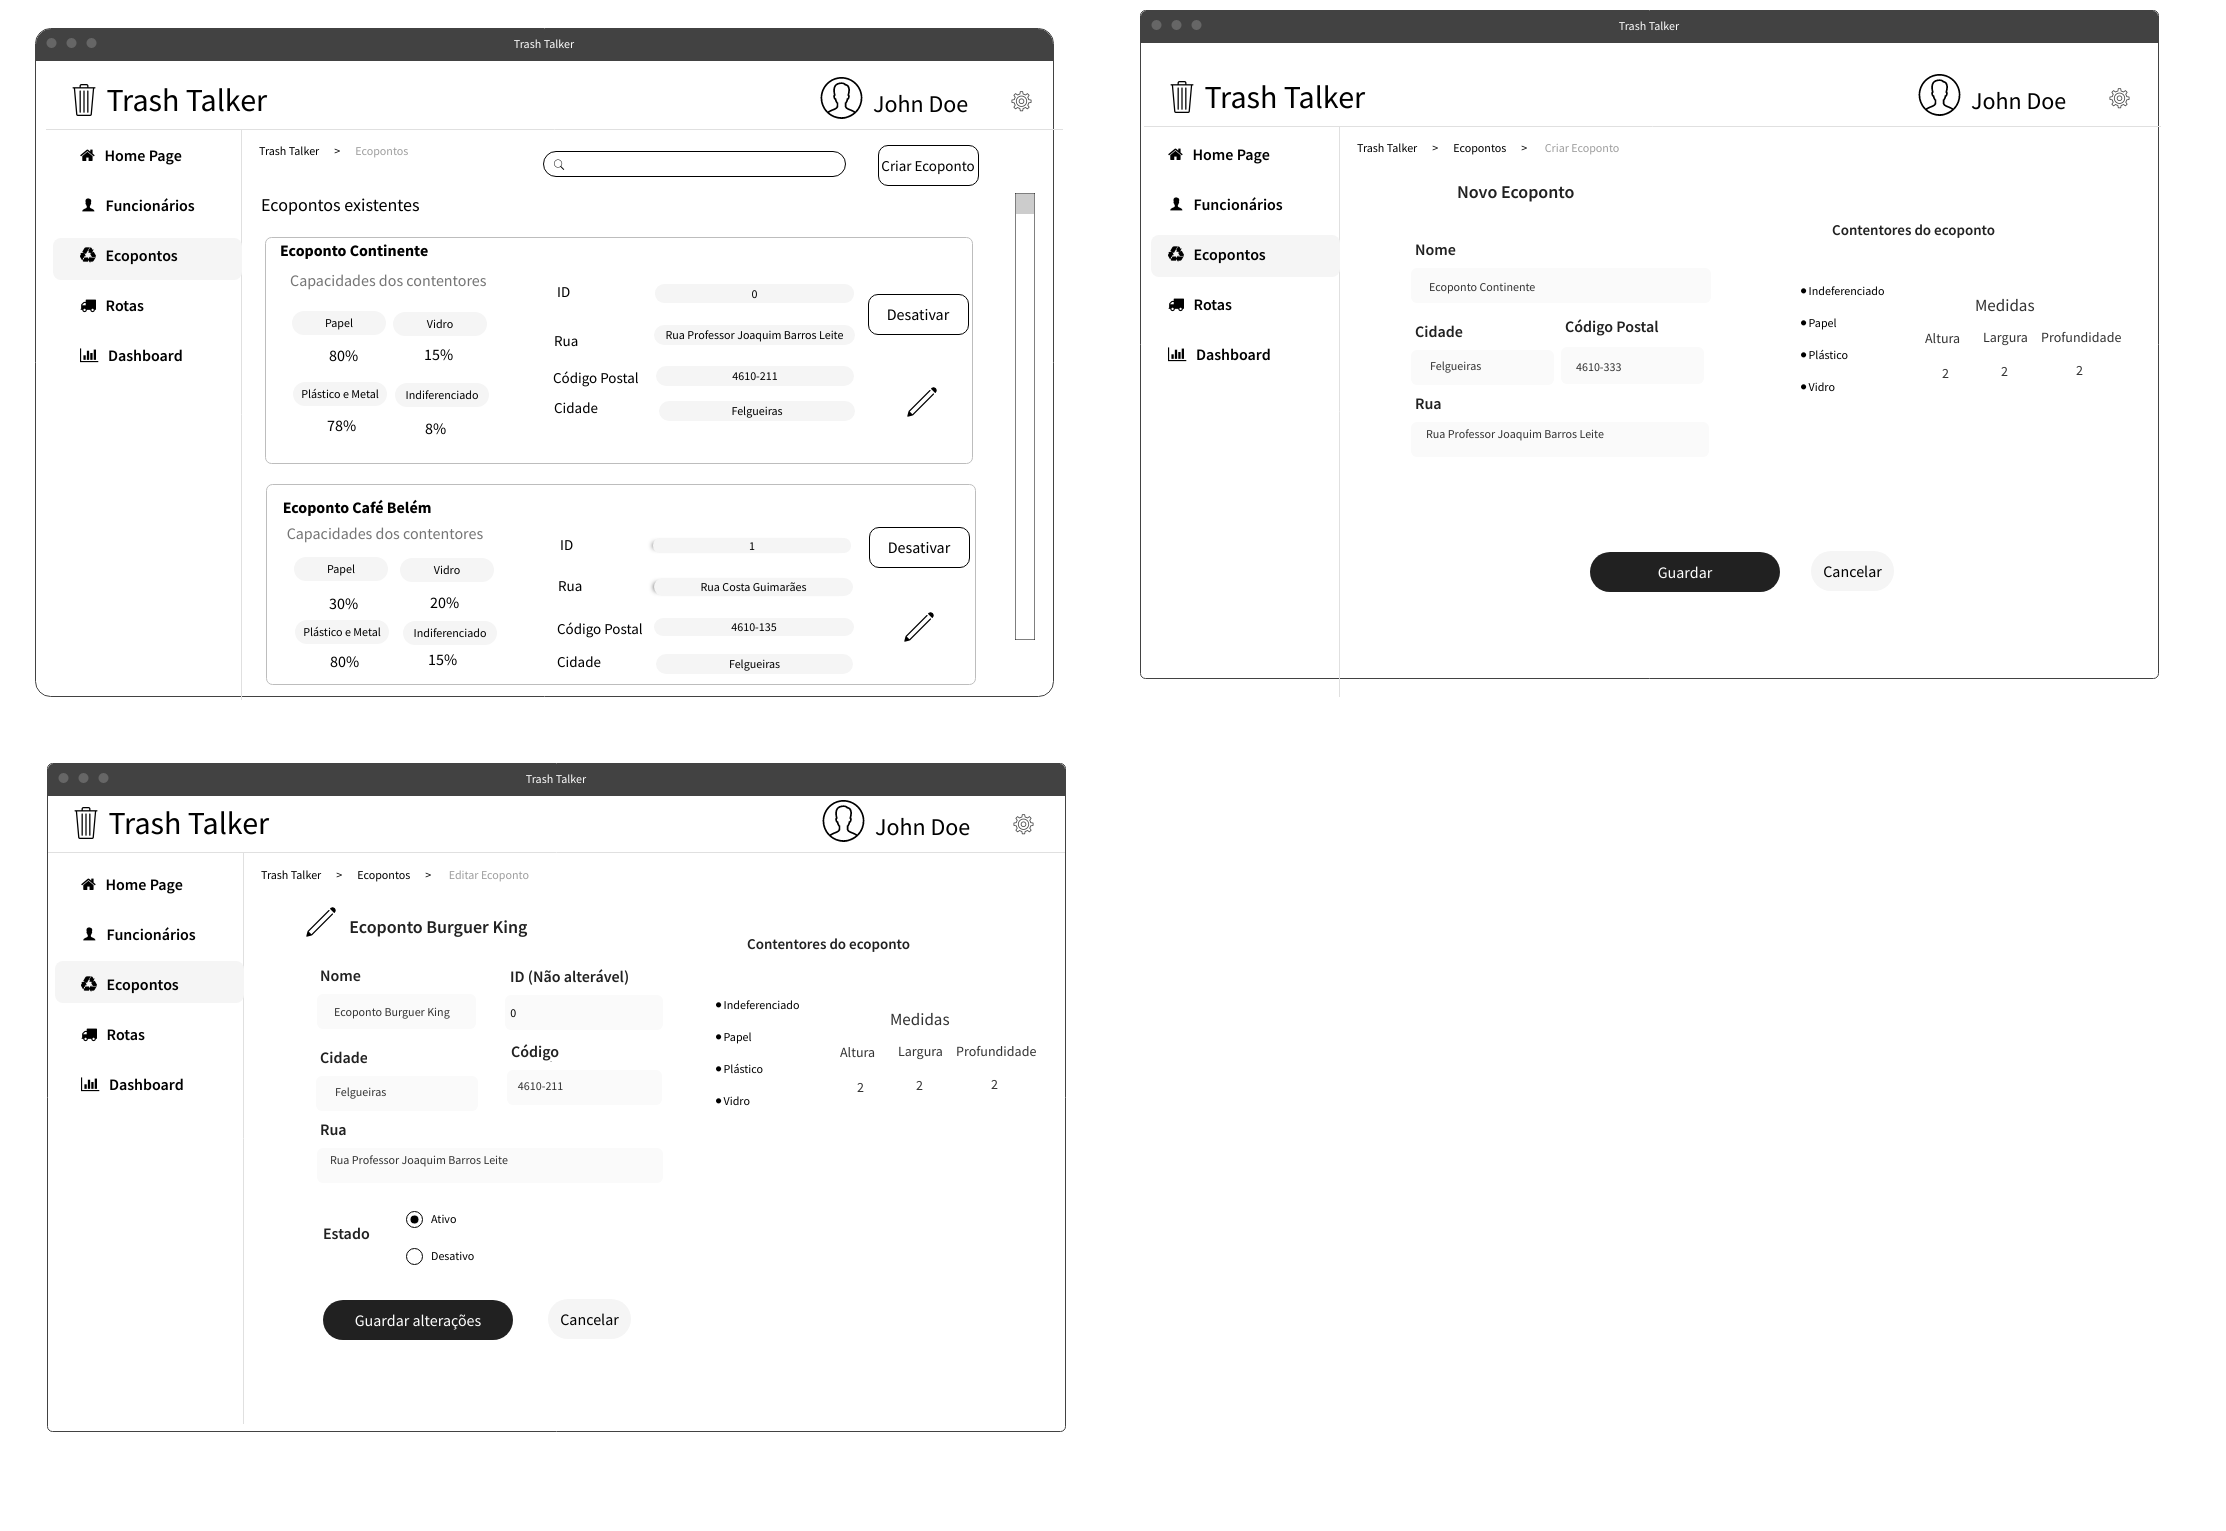 Trash Talker
Trash Talker
John Doe
Home Page
Funcionários
Ecopontos
Rotas
Dashboard
Trash Talker > Ecopontos
Criar Ecoponto
Ecopontos existentes
Ecoponto Continente
Capacidades dos contentores
Papel Vidro
80% 15%
Plástico e Metal Indiferenciado
78% 8%
ID 0
Rua Rua Professor Joaquim Barros Leite
Código Postal 4610-211
Cidade Felgueiras
Desativar
Ecoponto Café Belém
Capacidades dos contentores
Papel Vidro
30% 20%
Plástico e Metal Indiferenciado
80% 15%
ID 1
Rua Rua Costa Guimarães
Código Postal 4610-135
Cidade Felgueiras
Desativar
Trash Talker
Trash Talker
John Doe
Home Page
Funcionários
Ecopontos
Rotas
Dashboard
Trash Talker > Ecopontos > Criar Ecoponto
Novo Ecoponto
Nome
Ecoponto Continente
Cidade Código Postal
Felgueiras 4610-333
Rua
Rua Professor Joaquim Barros Leite
Contentores do ecoponto
Indeferenciado
Papel
Plástico
Vidro
Medidas
Altura Largura Profundidade
2 2 2
Guardar Cancelar
Trash Talker
Trash Talker
John Doe
Home Page
Funcionários
Ecopontos
Rotas
Dashboard
Trash Talker > Ecopontos > Editar Ecoponto
Ecoponto Burguer King
Nome ID (Não alterável)
Ecoponto Burguer King 0
Cidade Código
Felgueiras 4610-211
Rua
Rua Professor Joaquim Barros Leite
Estado
Ativo
Desativo
Contentores do ecoponto
Indeferenciado
Papel
Plástico
Vidro
Medidas
Altura Largura Profundidade
2 2 2
Guardar alterações Cancelar